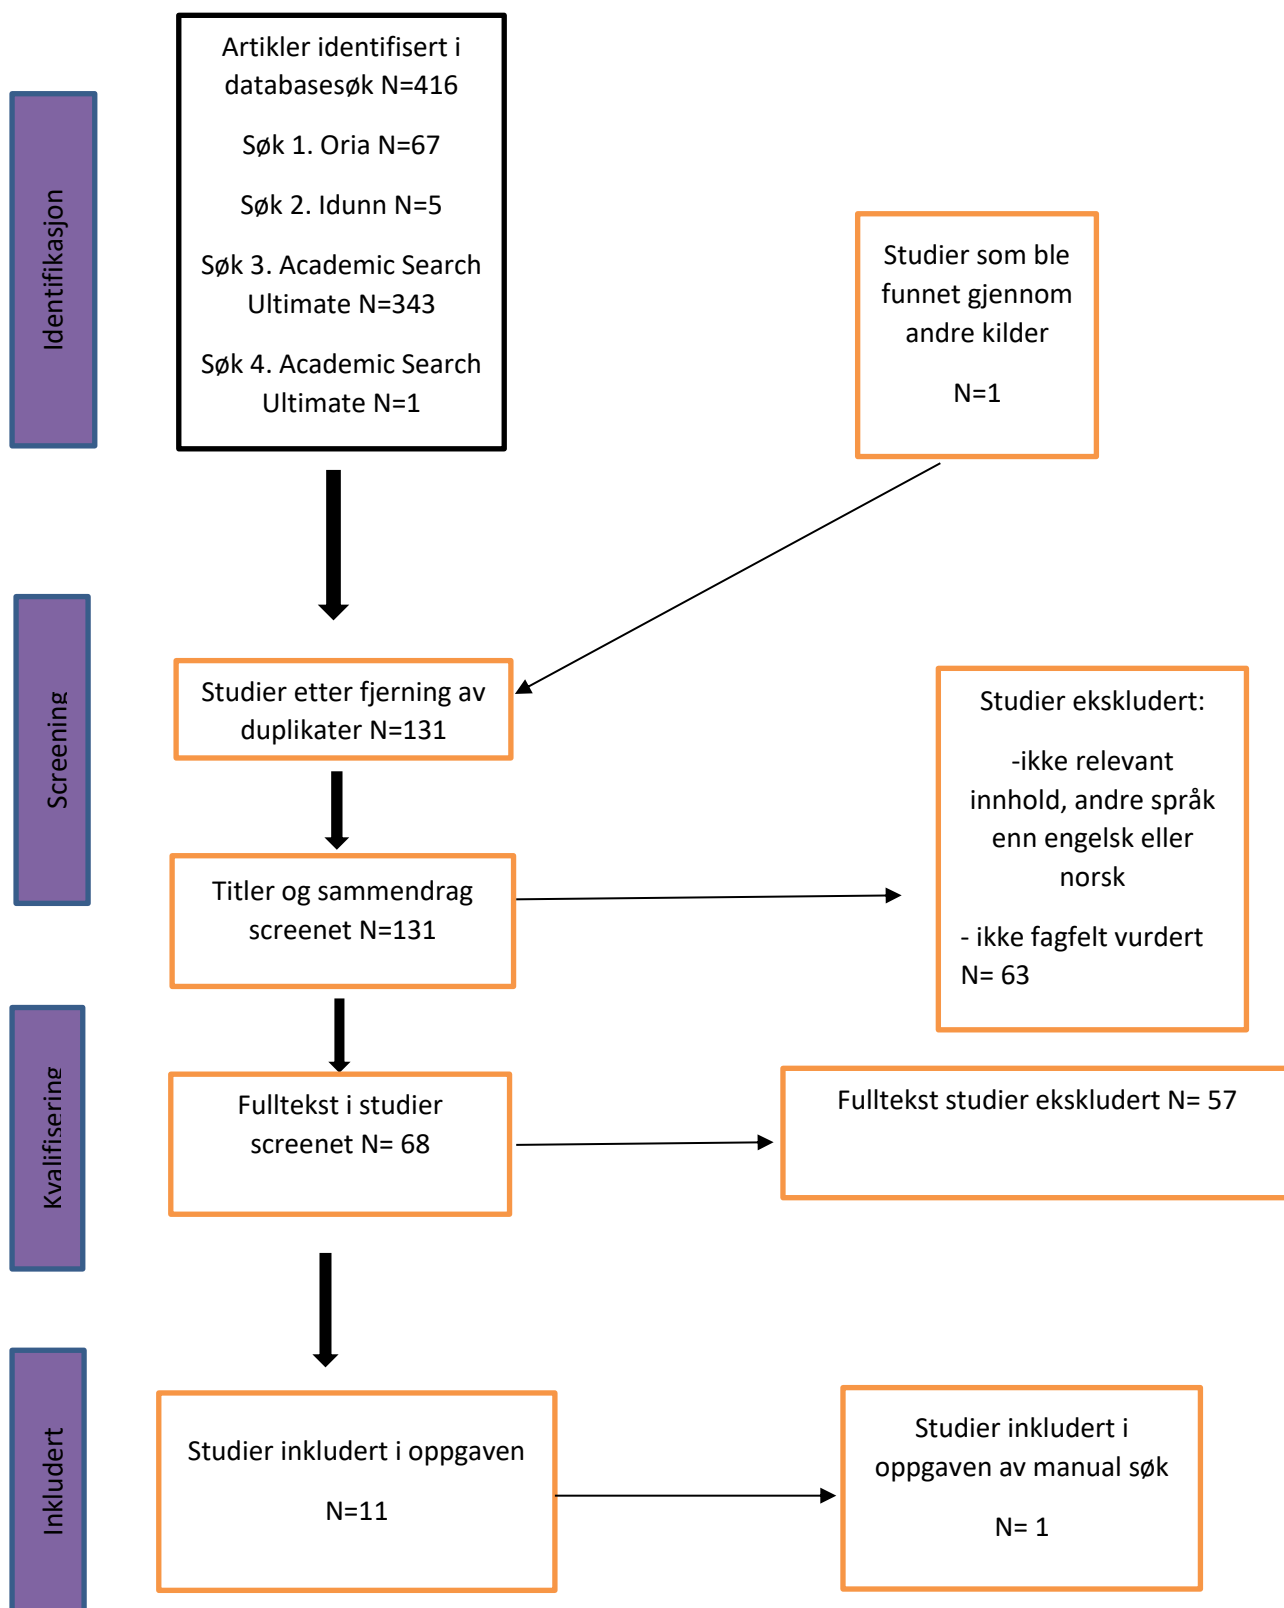 Identifikasjon
Artikler identifisert i
databasesøk N=416
Søk 1. Oria N=67
Søk 2. Idunn N=5
Søk 3. Academic Search
Ultimate N=343
Søk 4. Academic Search
Ultimate N=1
Studier som ble
funnet gjennom
andre kilder
N=1
Screening
Studier etter fjerning av
duplikater N=131
Titler og sammendrag
screenet N=131
Studier ekskludert:
-ikke relevant
innhold, andre språk
enn engelsk eller
norsk
- ikke fagfelt vurdert
N= 63
Kvalifisering
Fulltekst i studier
screenet N= 68
Fulltekst studier ekskludert N= 57
Inkludert
Studier inkludert i oppgaven
N=11
Studier inkludert i
oppgaven av manual søk
N= 1